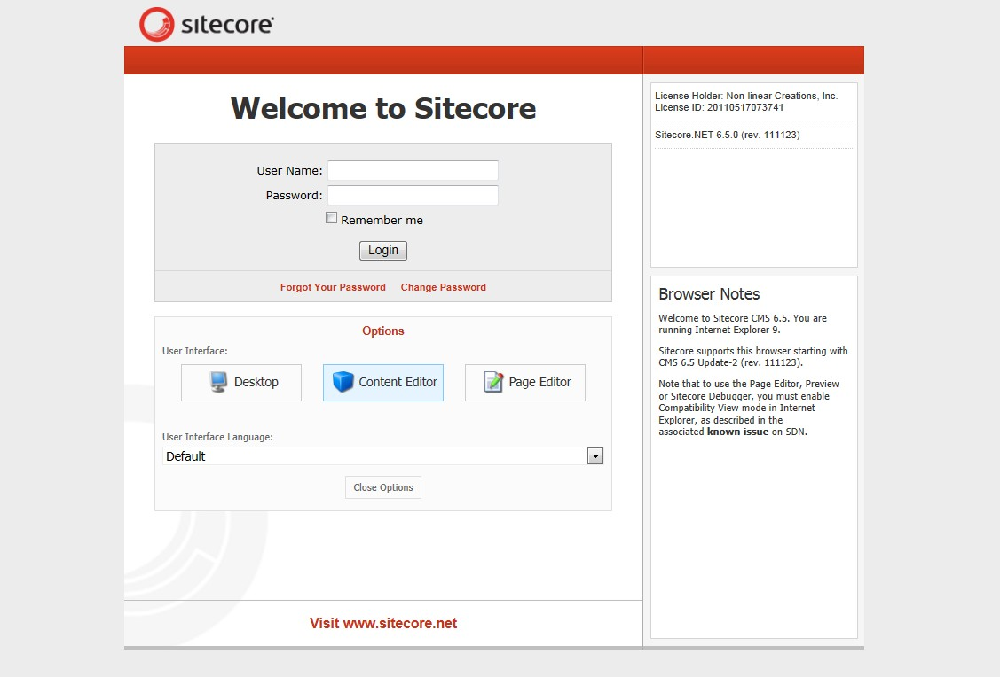 sitecore
Welcome to Sitecore
User Name:
Password:
Remember me
Login
Forgot Your Password Change Password
Options
User Interface:
Desktop Content Editor Page Editor
User Interface Language:
Default
Close Options
Visit www.sitecore.net
License Holder: Non-linear Creations, Inc.
License ID: 20110517073741
Sitecore.NET 6.5.0 (rev. 111123)
Browser Notes
Welcome to Sitecore CMS 6.5. You are
running Internet Explorer 9.
Sitecore supports this browser starting with
CMS 6.5 Update-2 (rev. 111123).
Note that to use the Page Editor, Preview
or Sitecore Debugger, you must enable
Compatibility View mode in Internet
Explorer, as described in the
associated known issue on SDN.